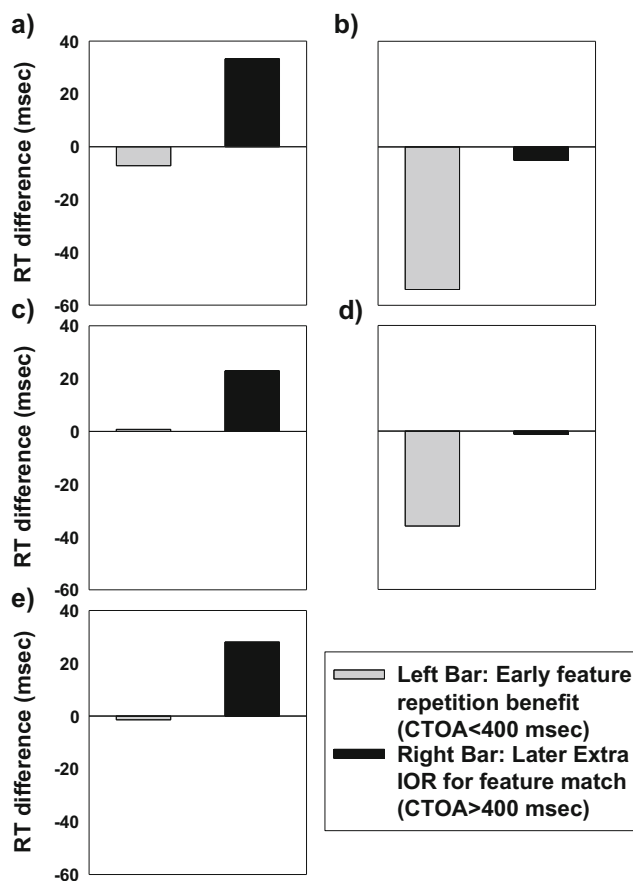 a)
b)
RT difference (msec)
40
20
0
-20
-40
-60
c)
d)
RT difference (msec)
40
20
0
-20
-40
-60
e)
RT difference (msec)
40
20
0
-20
-40
-60
Left Bar: Early feature
repetition benefit
(CTOA<400 msec)
Right Bar: Later Extra
IOR for feature match
(CTOA>400 msec)